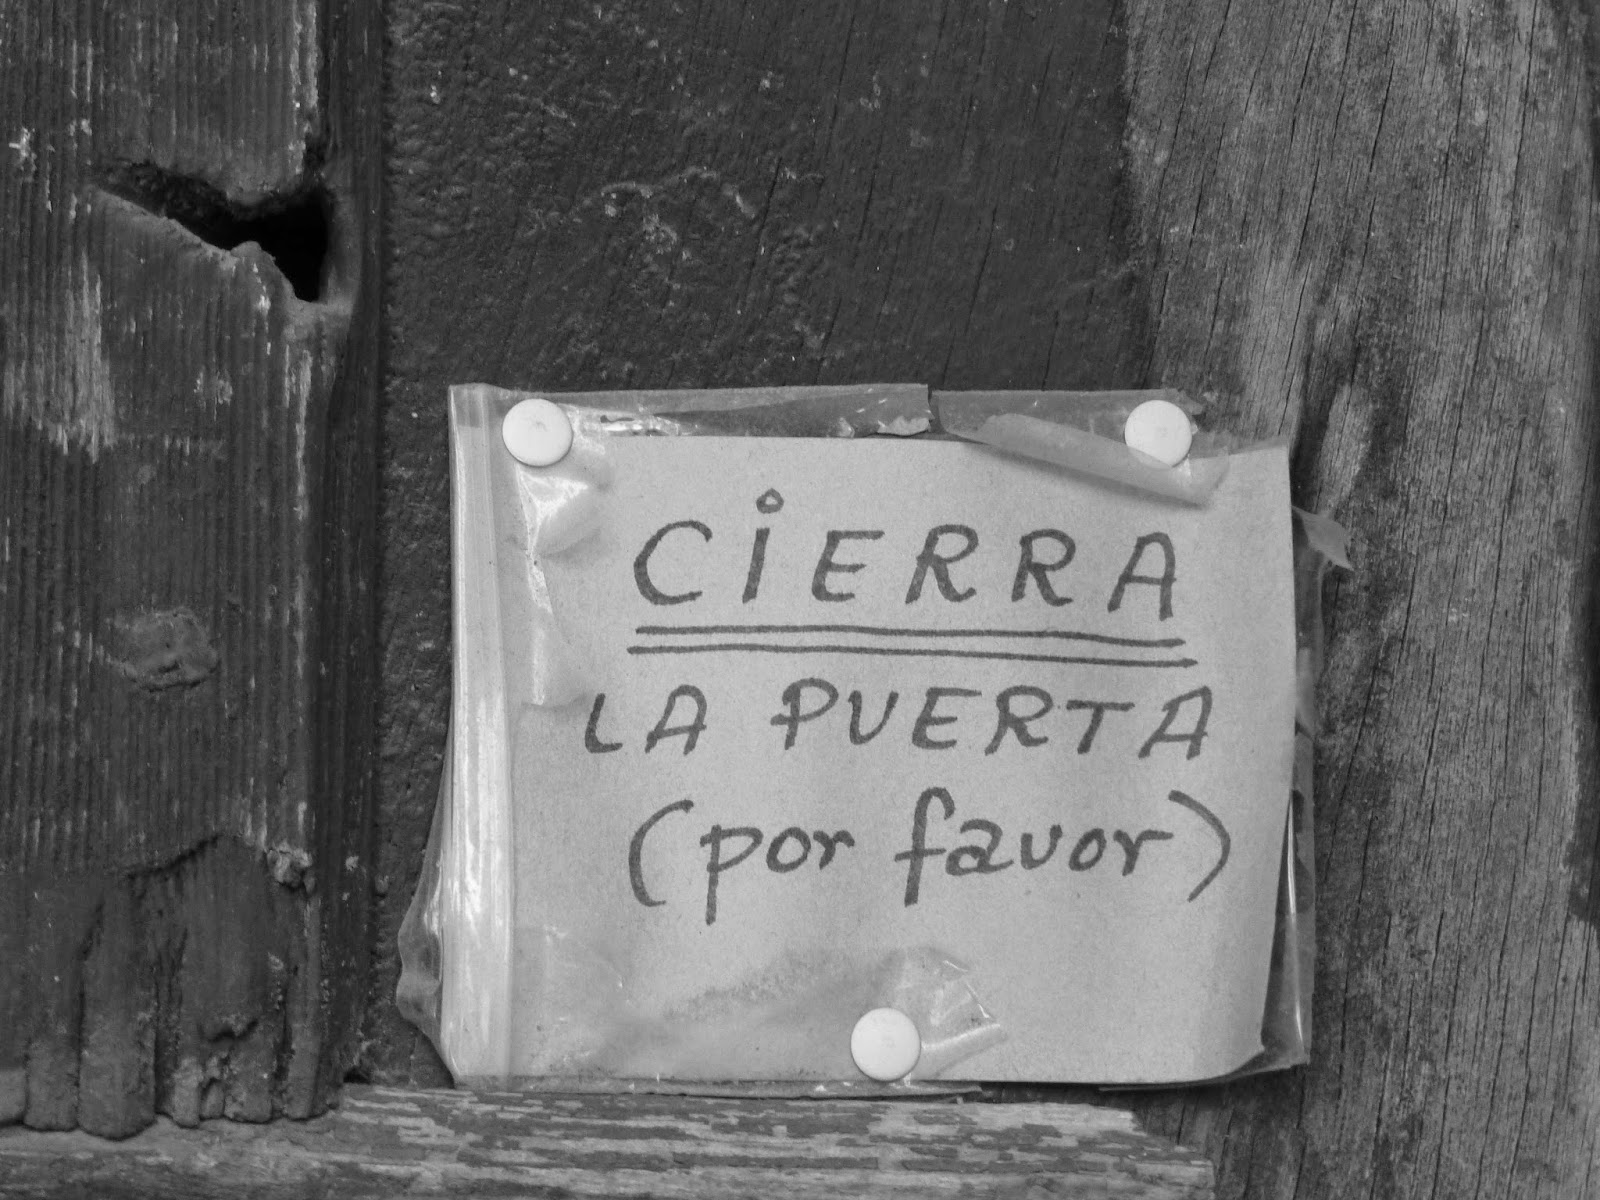 CiERRA
LA PUERTA
(por favor)